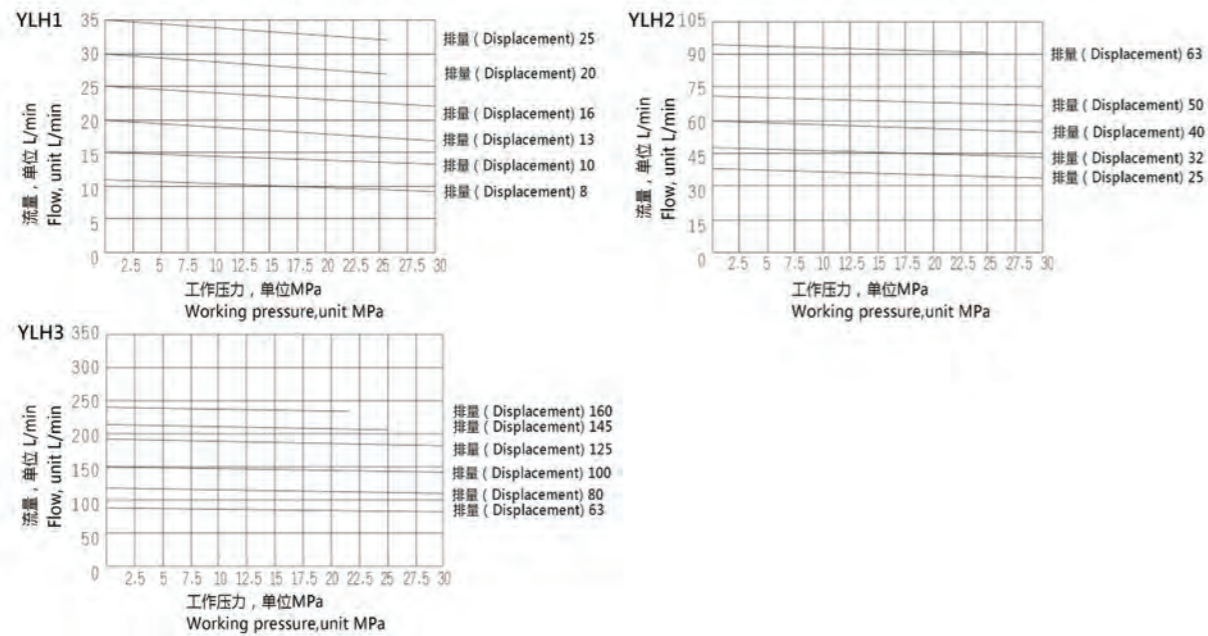 YLH1
35
30
25
20
15
10
5
0
流量，单位 L/min
Flow, unit L/min
排量 ( Displacement) 25
排量 ( Displacement) 20
排量 ( Displacement) 16
排量 ( Displacement) 13
排量 ( Displacement) 10
排量 ( Displacement) 8
2.5 5 7.5 10 12.5 15 17.5 20 22.5 25 27.5 30
工作压力，单位MPa
Working pressure,unit MPa
YLH2
105
90
75
60
45
30
15
0
流量，单位 L/min
Flow, unit L/min
排量 ( Displacement) 63
排量 ( Displacement) 50
排量 ( Displacement) 40
排量 ( Displacement) 32
排量 ( Displacement) 25
2.5 5 7.5 10 12.5 15 17.5 20 22.5 25 27.5 30
工作压力，单位MPa
Working pressure,unit MPa
YLH3
350
300
250
200
150
100
50
0
流量，单位 L/min
Flow, unit L/min
排量 ( Displacement) 160
排量 ( Displacement) 145
排量 ( Displacement) 125
排量 ( Displacement) 100
排量 ( Displacement) 80
排量 ( Displacement) 63
2.5 5 7.5 10 12.5 15 17.5 20 22.5 25 27.5 30
工作压力，单位MPa
Working pressure,unit MPa